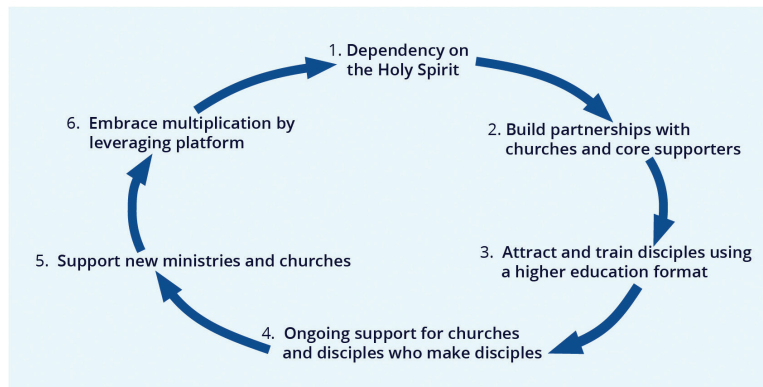 1. Dependency on
the Holy Spirit
2. Build partnerships with
churches and core supporters
3. Attract and train disciples using
a higher education format
4. Ongoing support for churches
and disciples who make disciples
5. Support new ministries and churches
6. Embrace multiplication by
leveraging platform